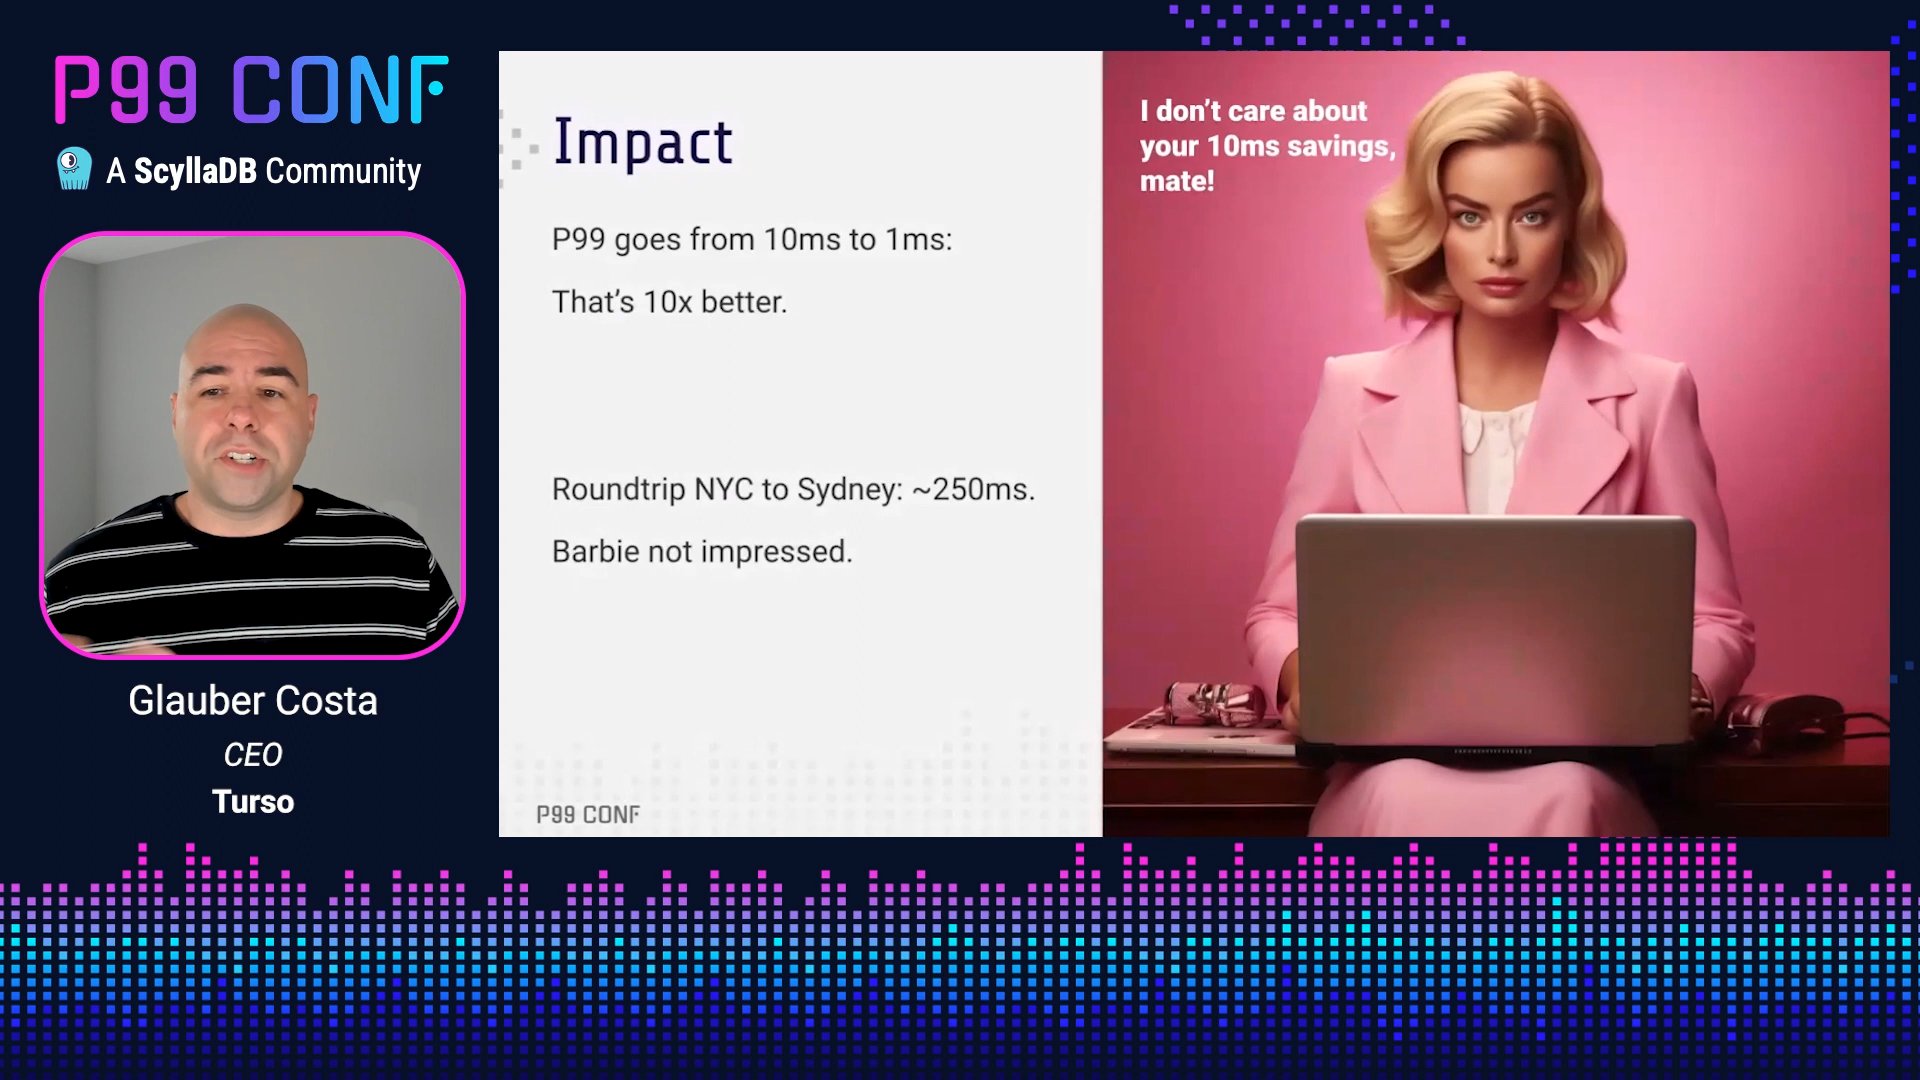 P99 CONF
A ScyllaDB Community
Glauber Costa
CEO
Turso
Impact
P99 goes from 10ms to 1ms:
That’s 10x better.
Roundtrip NYC to Sydney: ~250ms.
Barbie not impressed.
P99 CONF
I don’t care about
your 10ms savings,
mate!